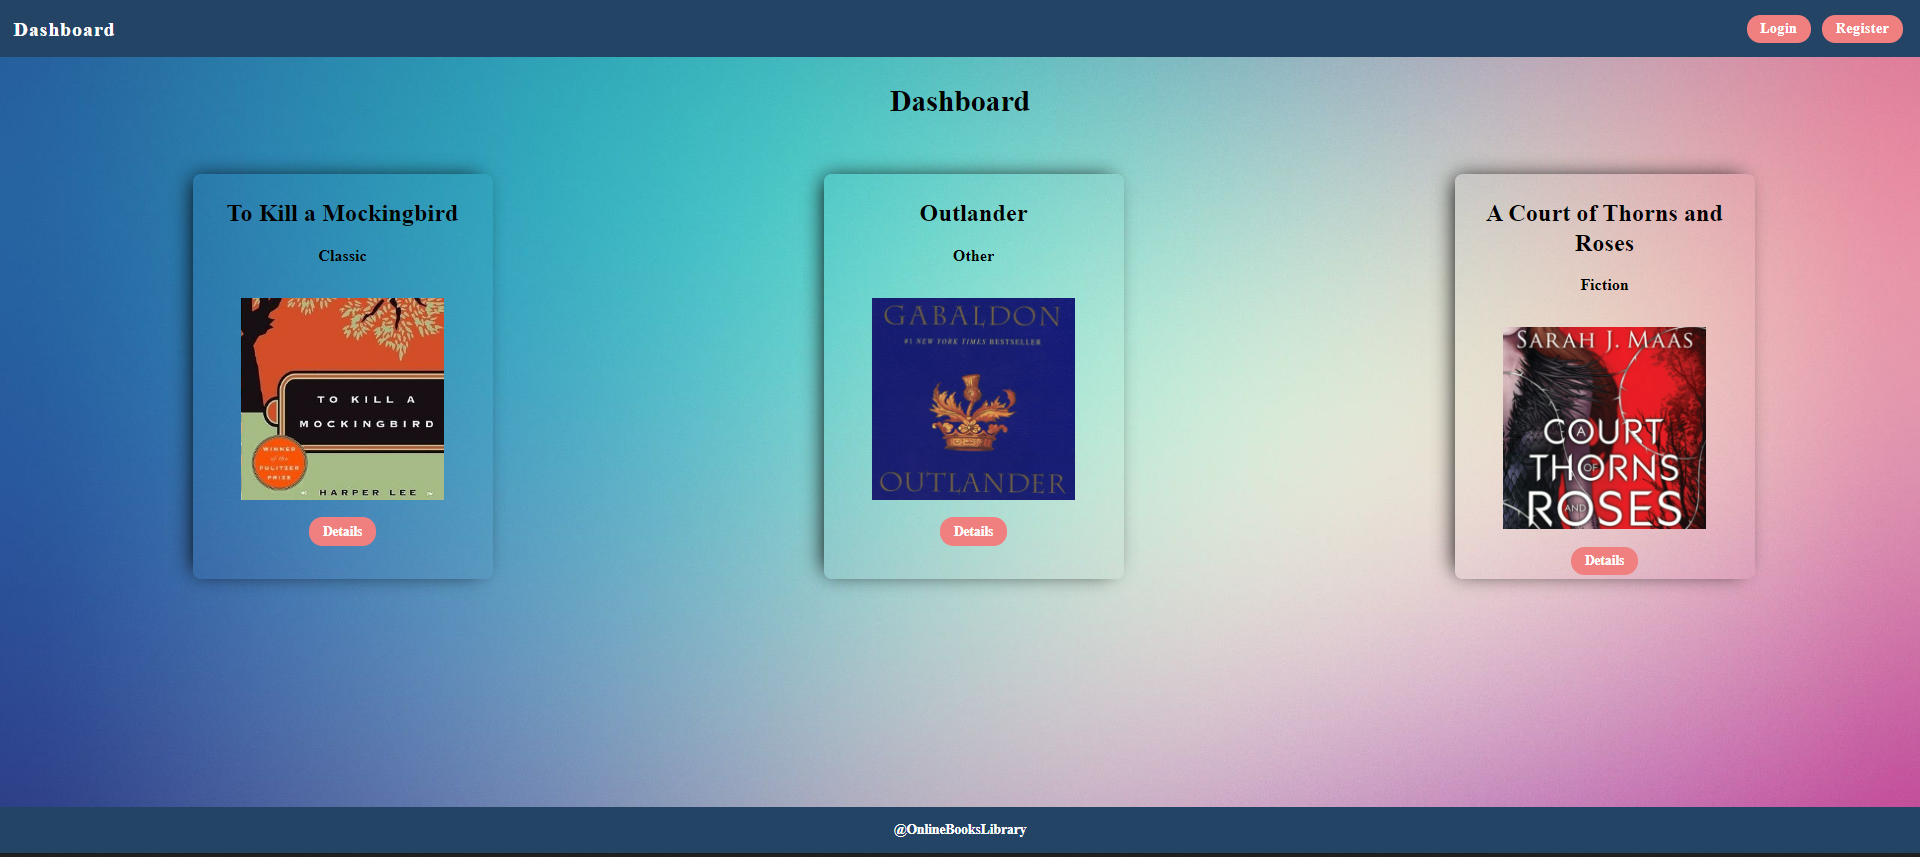 Dashboard
Login
Register
Dashboard
To Kill a Mockingbird
Classic
TO KILL A
MOCKINGBIRD
WINNER
of the
PULITZER
PRIZE
HARPER LEE
Details
Outlander
Other
GABALDON
#1 NEW YORK TIMES BESTSELLER
OUTLANDER
Details
A Court of Thorns and
Roses
Fiction
SARAH J. MAAS
A
COURT
OF
THORNS
AND
ROSES
Details
@OnlineBooksLibrary